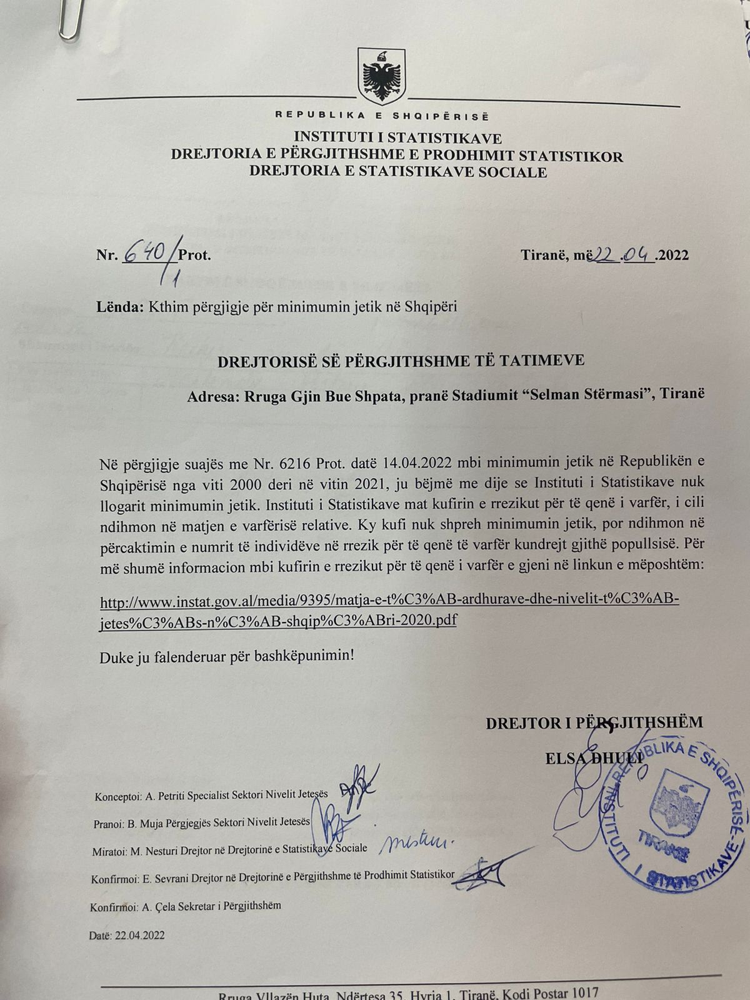 REPUBLIKA E SHQIPËRISË
INSTITUTI I STATISTIKAVE
DREJTORIA E PËRGJITHSHME E PRODHIMIT STATISTIKOR
DREJTORIA E STATISTIKAVE SOCIALE
Nr. 640/1 Prot.
Tiranë, më 22.04.2022
Lënda: Kthim përgjigje për minimumin jetik në Shqipëri
DREJTORISË SË PËRGJITHSHME TË TATIMEVE
Adresa: Rruga Gjin Bue Shpata, pranë Stadiumit “Selman Stërmasi”, Tiranë
Në përgjigje suajës me Nr. 6216 Prot. datë 14.04.2022 mbi minimumin jetik në Republikën e
Shqipërisë nga viti 2000 deri në vitin 2021, ju bëjmë me dije se Instituti i Statistikave nuk
llogarit minimumin jetik. Instituti i Statistikave mat kufirin e rrezikut për të qenë i varfër, i cili
ndihmon në matjen e varfërisë relative. Ky kufi nuk shpreh minimumin jetik, por ndihmon në
përcaktimin e numrit të individëve në rrezik për të qenë të varfër kundrejt gjithë popullsisë. Për
më shumë informacion mbi kufirin e rrezikut për të qenë i varfër e gjeni në linkun e mëposhtëm:
http://www.instat.gov.al/media/9395/matja-e-t%C3%AB-ardhurave-dhe-nivelit-t%C3%AB-
jetes%C3%ABs-n%C3%AB-shqip%C3%ABri-2020.pdf
Duke ju falenderuar për bashkëpunimin!
DREJTOR I PËRGJITHSHËM
ELSA DHULI
REPUBLIKA E SHQIPËRISË
INSTITUTI I STATISTIKAVE
TIRANË
Konceptoi: A. Petriti Specialist Sektori Nivelit Jetesës
Pranoi: B. Muja Përgjegjës Sektori Nivelit Jetesës
Miratoi: M. Nesturi Drejtor në Drejtorinë e Statistikave Sociale
Konfirmoi: E. Sevrani Drejtor në Drejtorinë e Përgjithshme të Prodhimit Statistikor
Konfirmoi: A. Çela Sekretar i Përgjithshëm
Datë: 22.04.2022
Rruga Vllazën Huta, Ndërtesa 35, Hyrja 1, Tiranë, Kodi Postar 1017